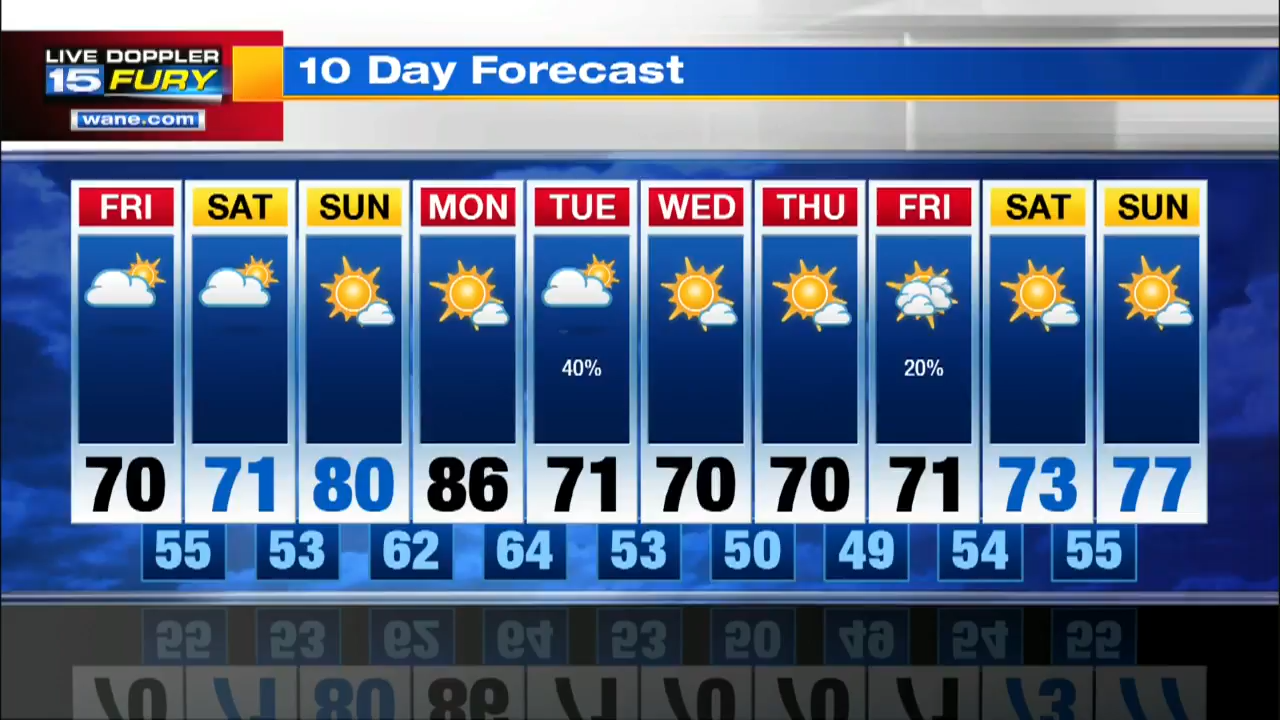 LIVE DOPPLER
15 FURY
wane.com
10 Day Forecast
FRI SAT SUN MON TUE WED THU FRI SAT SUN
40% 20%
70 71 80 86 71 70 70 71 73 77
55 53 62 64 53 50 49 54 55